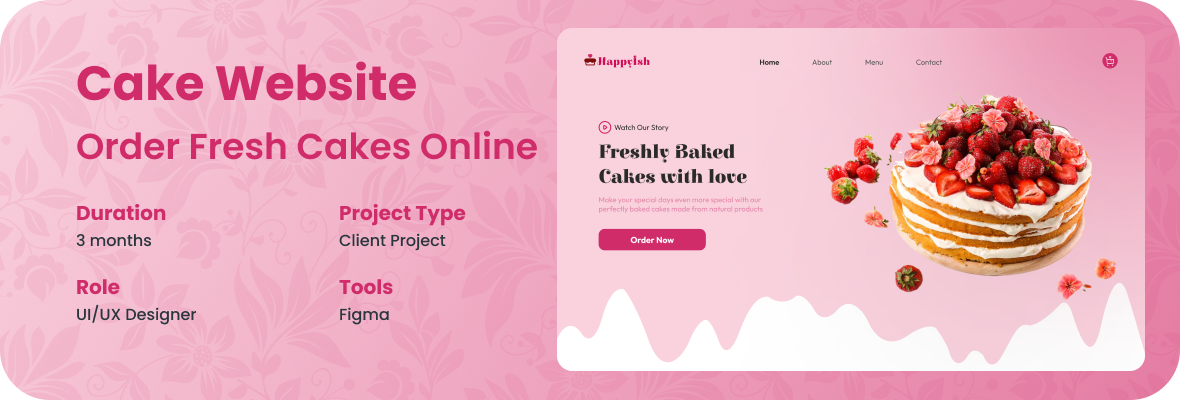 Cake Website
Order Fresh Cakes Online
Duration
3 months
Project Type
Client Project
Role
UI/UX Designer
Tools
Figma
HappyIsh
Home
About
Menu
Contact
Watch Our Story
Freshly Baked
Cakes with love
Make your special days even more special with our
perfectly baked cakes made from natural products
Order Now